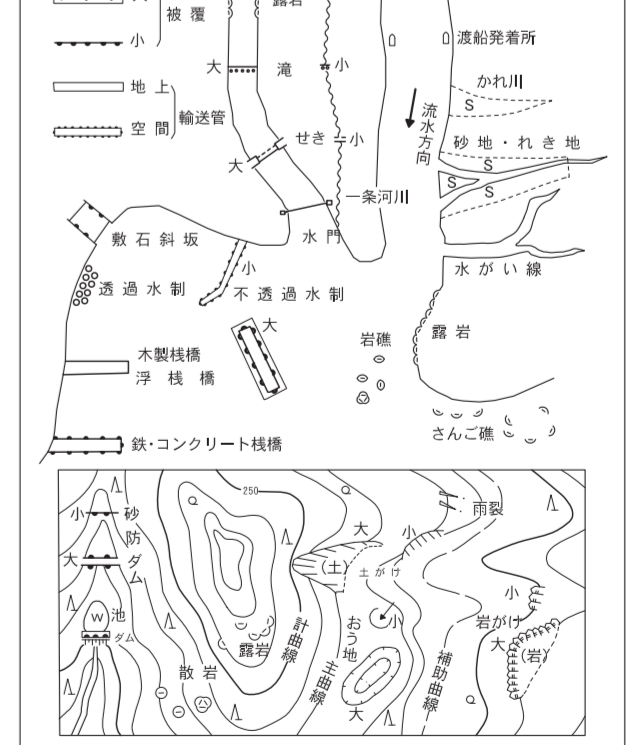 露岩
被覆
小
渡船発着所
大
滝
小
かれ川
S
地上
輸送管
空間
流水方向
せき
小
大
砂地・れき地
S
S
S
一条河川
敷石斜坂
水門
小
水がい線
透過水制
不透過水制
大
岩礁
露岩
木製桟橋
浮桟橋
さんご礁
鉄・コンクリート桟橋
250
小
砂防ダム
大
小
雨裂
大
(土)
土がけ
小
W
池
ダム
おう地
小
岩がけ
大
(岩)
露岩
計曲線
散岩
主曲線
補助曲線
大